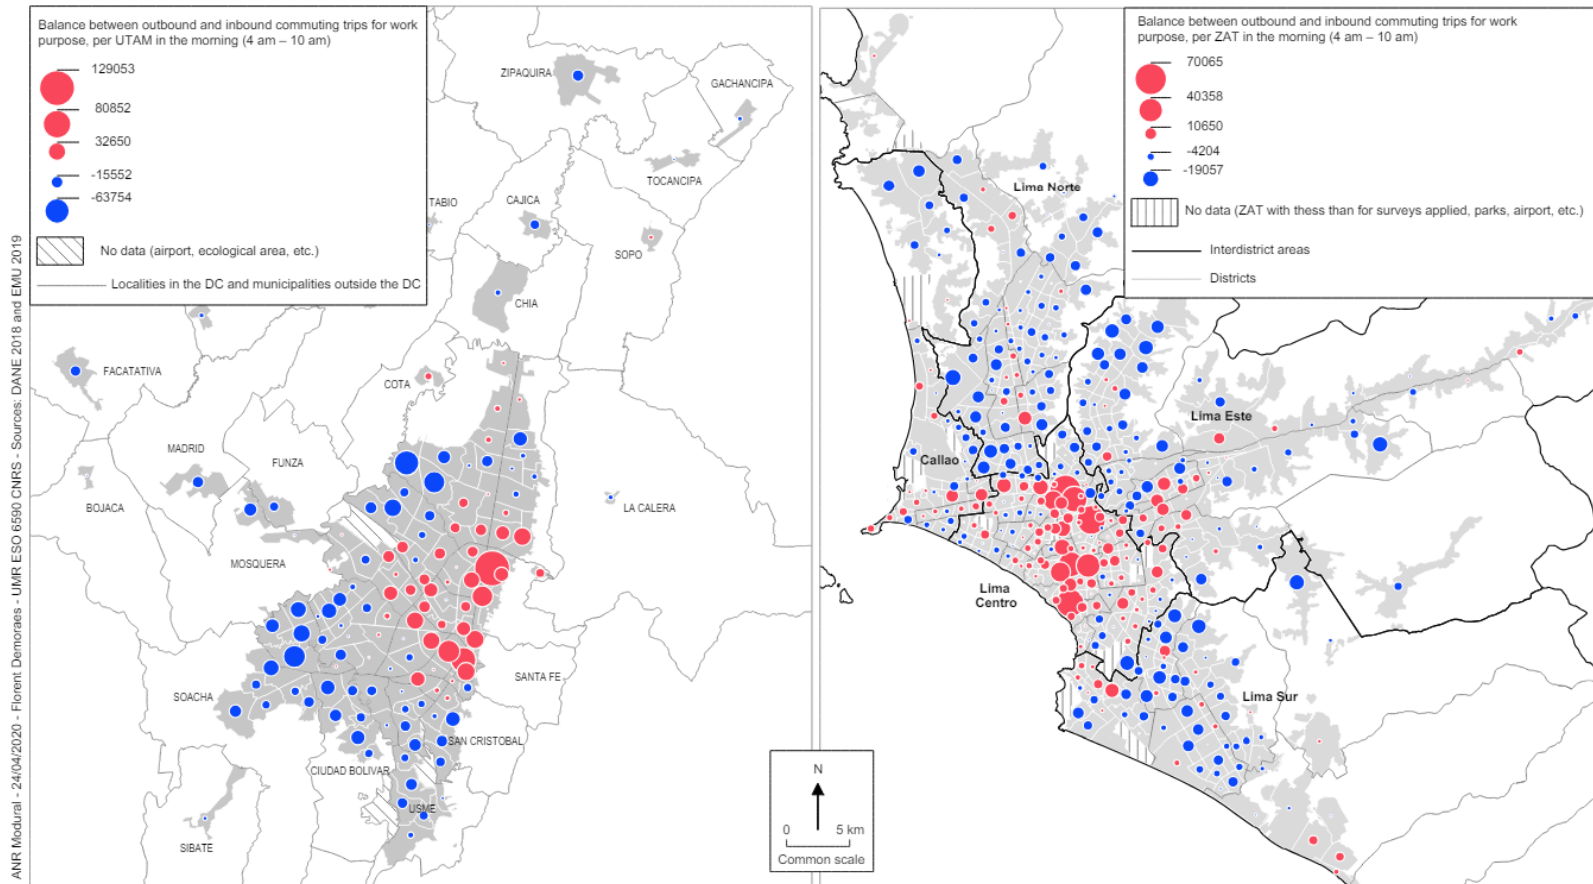 Balance between outbound and inbound commuting trips for work
purpose, per UTAM in the morning (4 am – 10 am)
129053
80852
32650
-15552
-63754
No data (airport, ecological area, etc.)
Localities in the DC and municipalities outside the DC
ZIPAQUIRA
GACHANCIPA
TOCANCIPA
TABIO
CAJICA
SOPO
CHIA
FACATATIVA
COTA
MADRID
FUNZA
BOJACA
LA CALERA
MOSQUERA
SANTA FE
SOACHA
SAN CRISTOBAL
CIUDAD BOLIVAR
USME
SIBATE
ANR Modural - 24/04/2020 - Florent Demoraes - UMR ESO 6590 CNRS - Sources: DANE 2018 and EMU 2019
N
0 5 km
Common scale
Balance between outbound and inbound commuting trips for work
purpose, per ZAT in the morning (4 am – 10 am)
70065
40358
10650
-4204
-19057
No data (ZAT with thess than for surveys applied, parks, airport, etc.)
Interdistrict areas
Districts
Lima Norte
Lima Este
Callao
Lima
Centro
Lima Sur